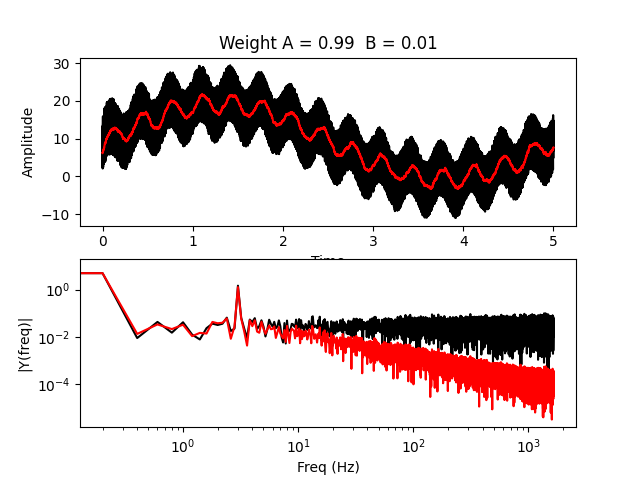 Weight A = 0.99  B = 0.01
30
20
10
0
−10
Amplitude
0 1 2 3 4 5
10⁰
10⁻²
10⁻⁴
|Y(freq)|
10⁰ 10¹ 10² 10³
Freq (Hz)